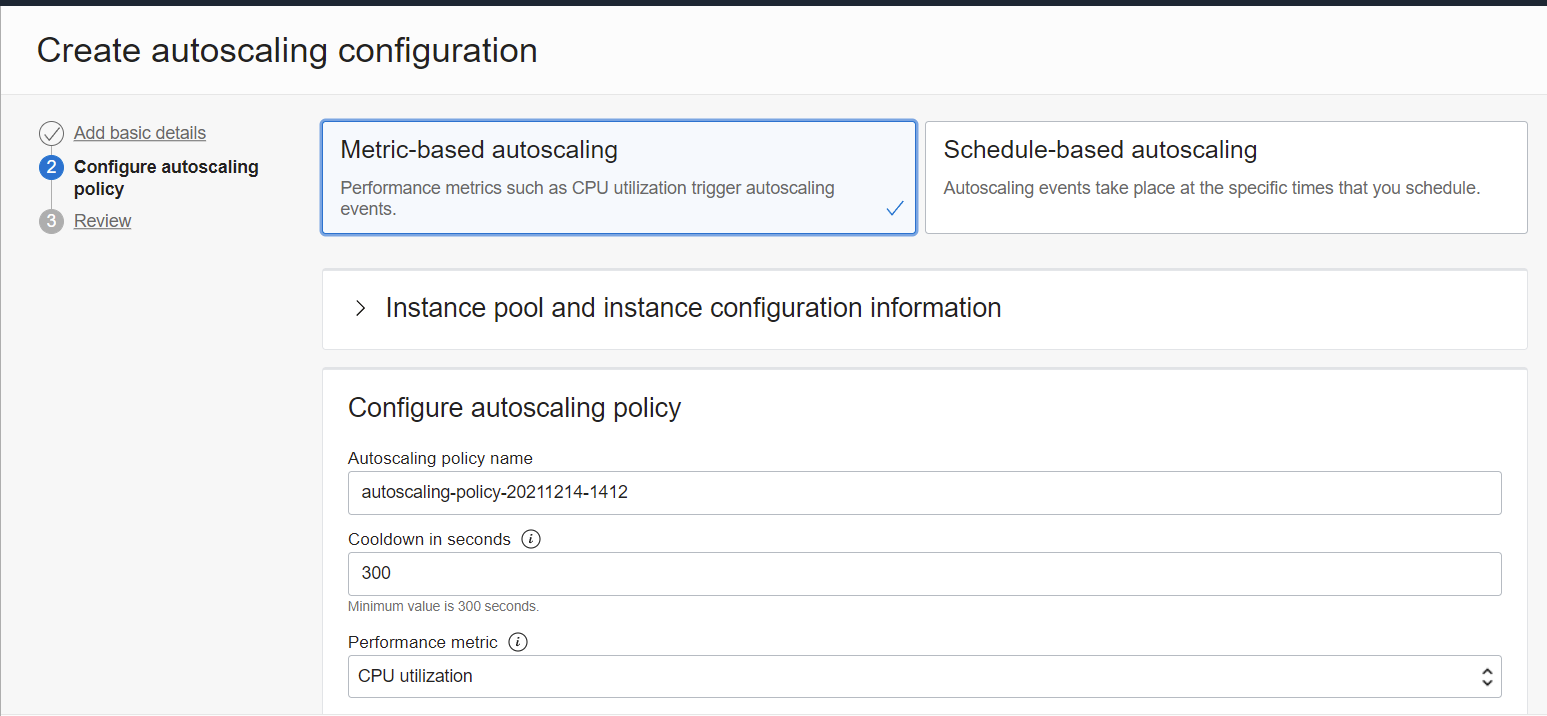 Create autoscaling configuration
Add basic details
2 Configure autoscaling
policy
3 Review
Metric-based autoscaling
Performance metrics such as CPU utilization trigger autoscaling
events.
Schedule-based autoscaling
Autoscaling events take place at the specific times that you schedule.
Instance pool and instance configuration information
Configure autoscaling policy
Autoscaling policy name
autoscaling-policy-20211214-1412
Cooldown in seconds i
300
Minimum value is 300 seconds.
Performance metric i
CPU utilization